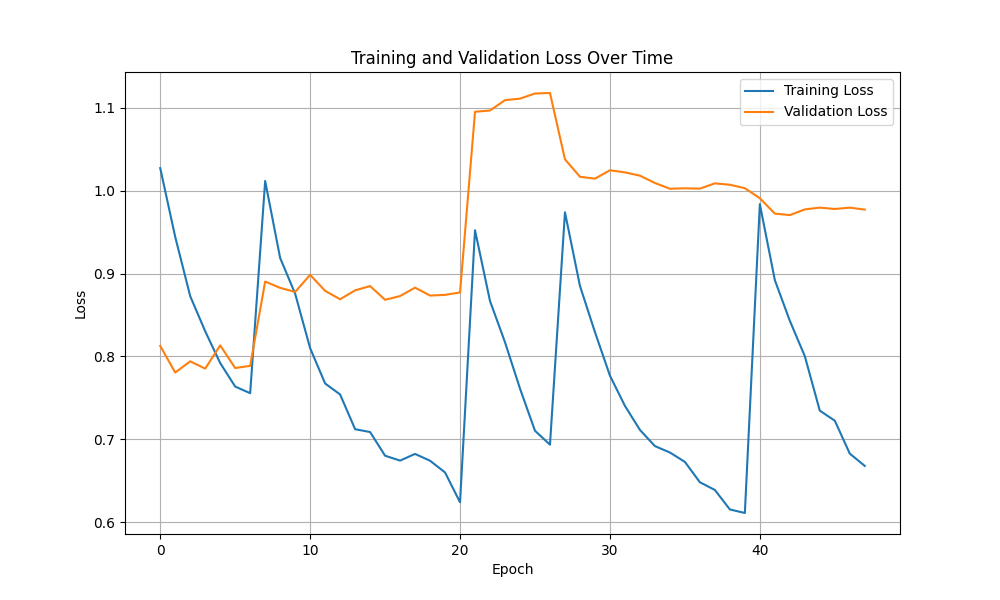 Training and Validation Loss Over Time
Training Loss
Validation Loss
1.1
1.0
0.9
0.8
0.7
0.6
Loss
0
10
20
30
40
Epoch